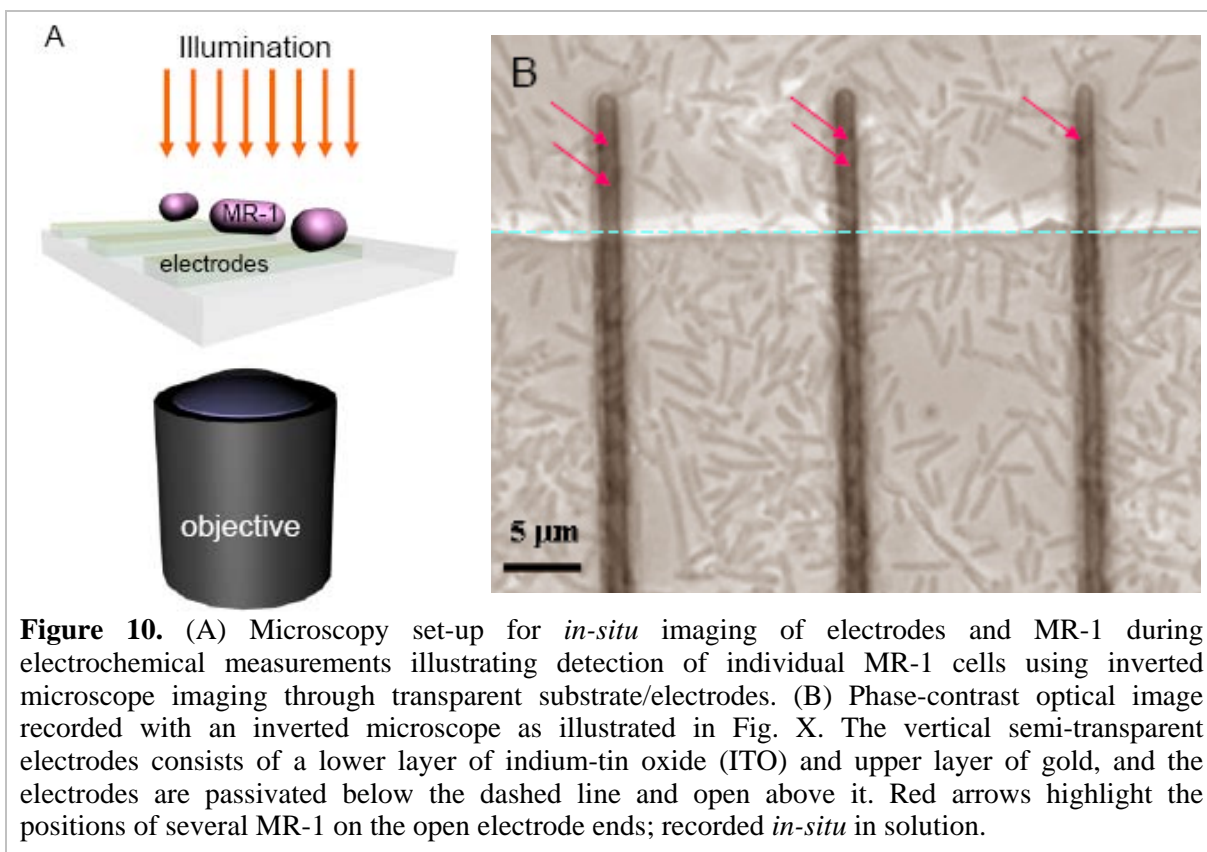 A
Illumination
MR-1
electrodes
objective
B
5 µm
Figure 10. (A) Microscopy set-up for in-situ imaging of electrodes and MR-1 during
electrochemical measurements illustrating detection of individual MR-1 cells using inverted
microscope imaging through transparent substrate/electrodes. (B) Phase-contrast optical image
recorded with an inverted microscope as illustrated in Fig. X. The vertical semi-transparent
electrodes consists of a lower layer of indium-tin oxide (ITO) and upper layer of gold, and the
electrodes are passivated below the dashed line and open above it. Red arrows highlight the
positions of several MR-1 on the open electrode ends; recorded in-situ in solution.